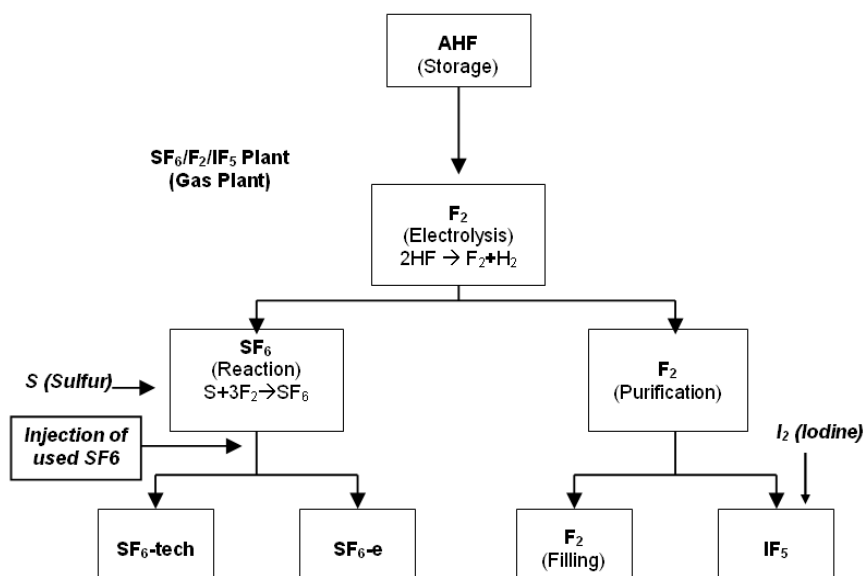 AHF
(Storage)
SF₆/F₂/IF₅ Plant
(Gas Plant)
F₂
(Electrolysis)
2HF → F₂+H₂
SF₆
(Reaction)
S+3F₂→SF₆
F₂
(Purification)
S (Sulfur)
Injection of
used SF6
I₂ (Iodine)
SF₆-tech
SF₆-e
F₂
(Filling)
IF₅